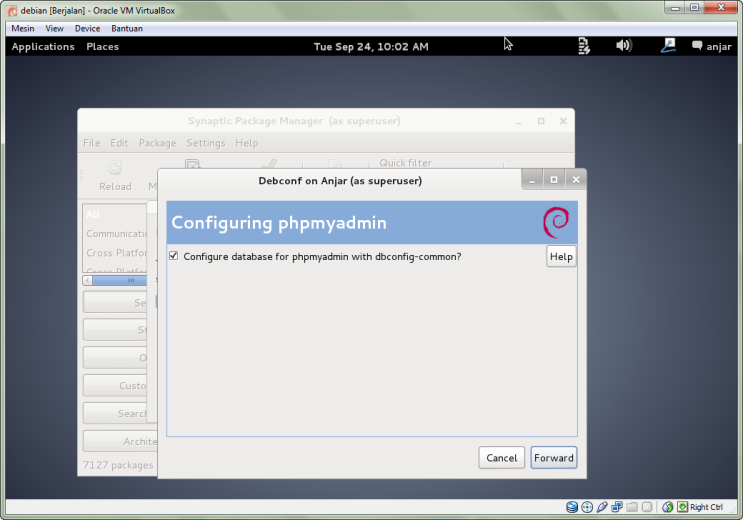 debian [Berjalan] - Oracle VM VirtualBox
Mesin View Device Bantuan
Applications Places Tue Sep 24, 10:02 AM anjar
Synaptic Package Manager (as superuser)
File Edit Package Settings Help
Quick filter
Reload M
Debconf on Anjar (as superuser)
All
Configuring phpmyadmin
Communicati
Cross Platfor
Configure database for phpmyadmin with dbconfig-common?
Help
Cross Platfor
Se
St
O
Custo
Search
Archite
Cancel Forward
7127 packages
Right Ctrl